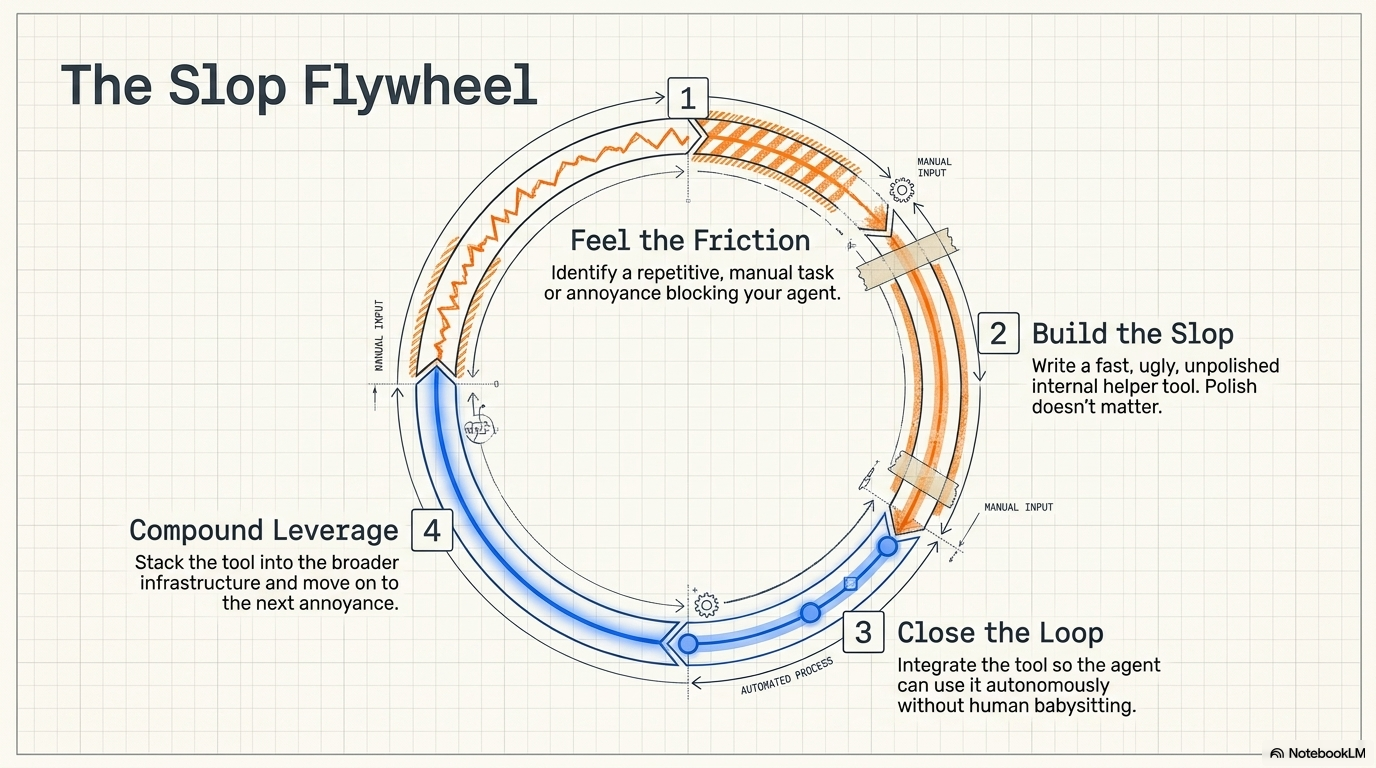 The Slop Flywheel
1
MANUAL
INPUT
Feel the Friction
Identify a repetitive, manual task
or annoyance blocking your agent.
2
Build the Slop
Write a fast, ugly, unpolished
internal helper tool. Polish
doesn't matter.
MANUAL INPUT
MANUAL INPUT
4
Compound Leverage
Stack the tool into the broader
infrastructure and move on to
the next annoyance.
3
Close the Loop
Integrate the tool so the agent
can use it autonomously
without human babysitting.
AUTOMATED PROCESS
NotebookLM